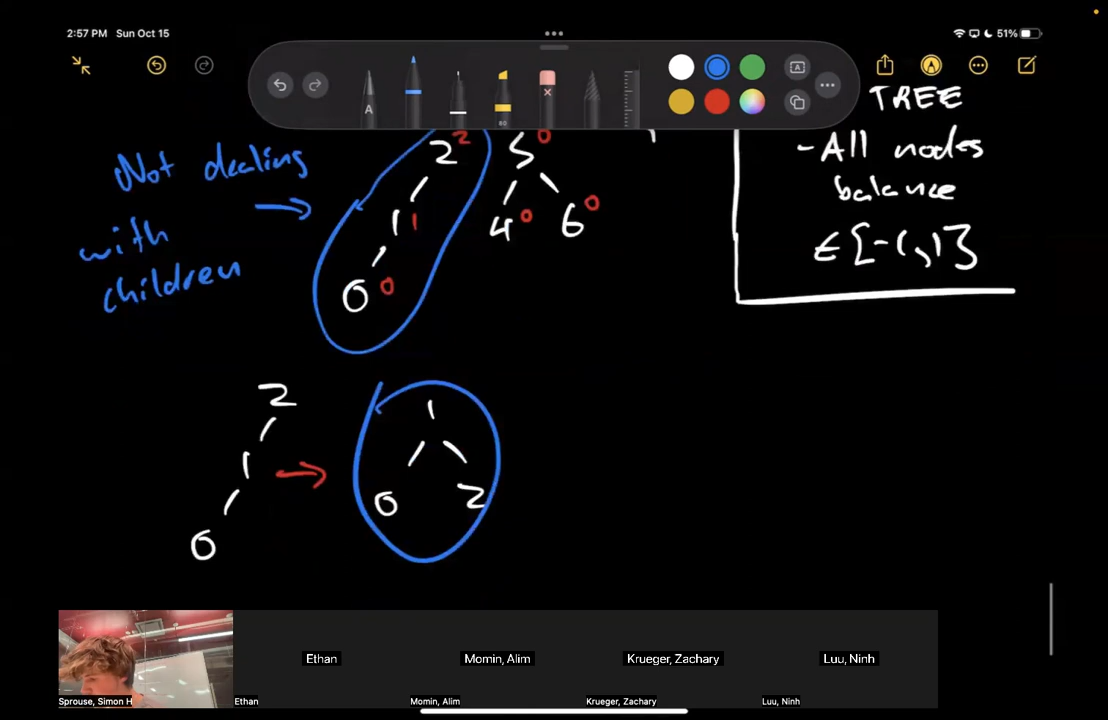 2:57 PM Sun Oct 15
51%
A
80
A
TREE
- All nodes
balance
∈ [-1,1]
Not dealing
with
children
2 2
5 0
1 1
4 0
6 0
0 0
2
1
1
0
2
0
Ethan
Momin, Alim
Krueger, Zachary
Luu, Ninh
Sprouse, Simon H
Ethan
Momin, Alim
Krueger, Zachary
Luu, Ninh